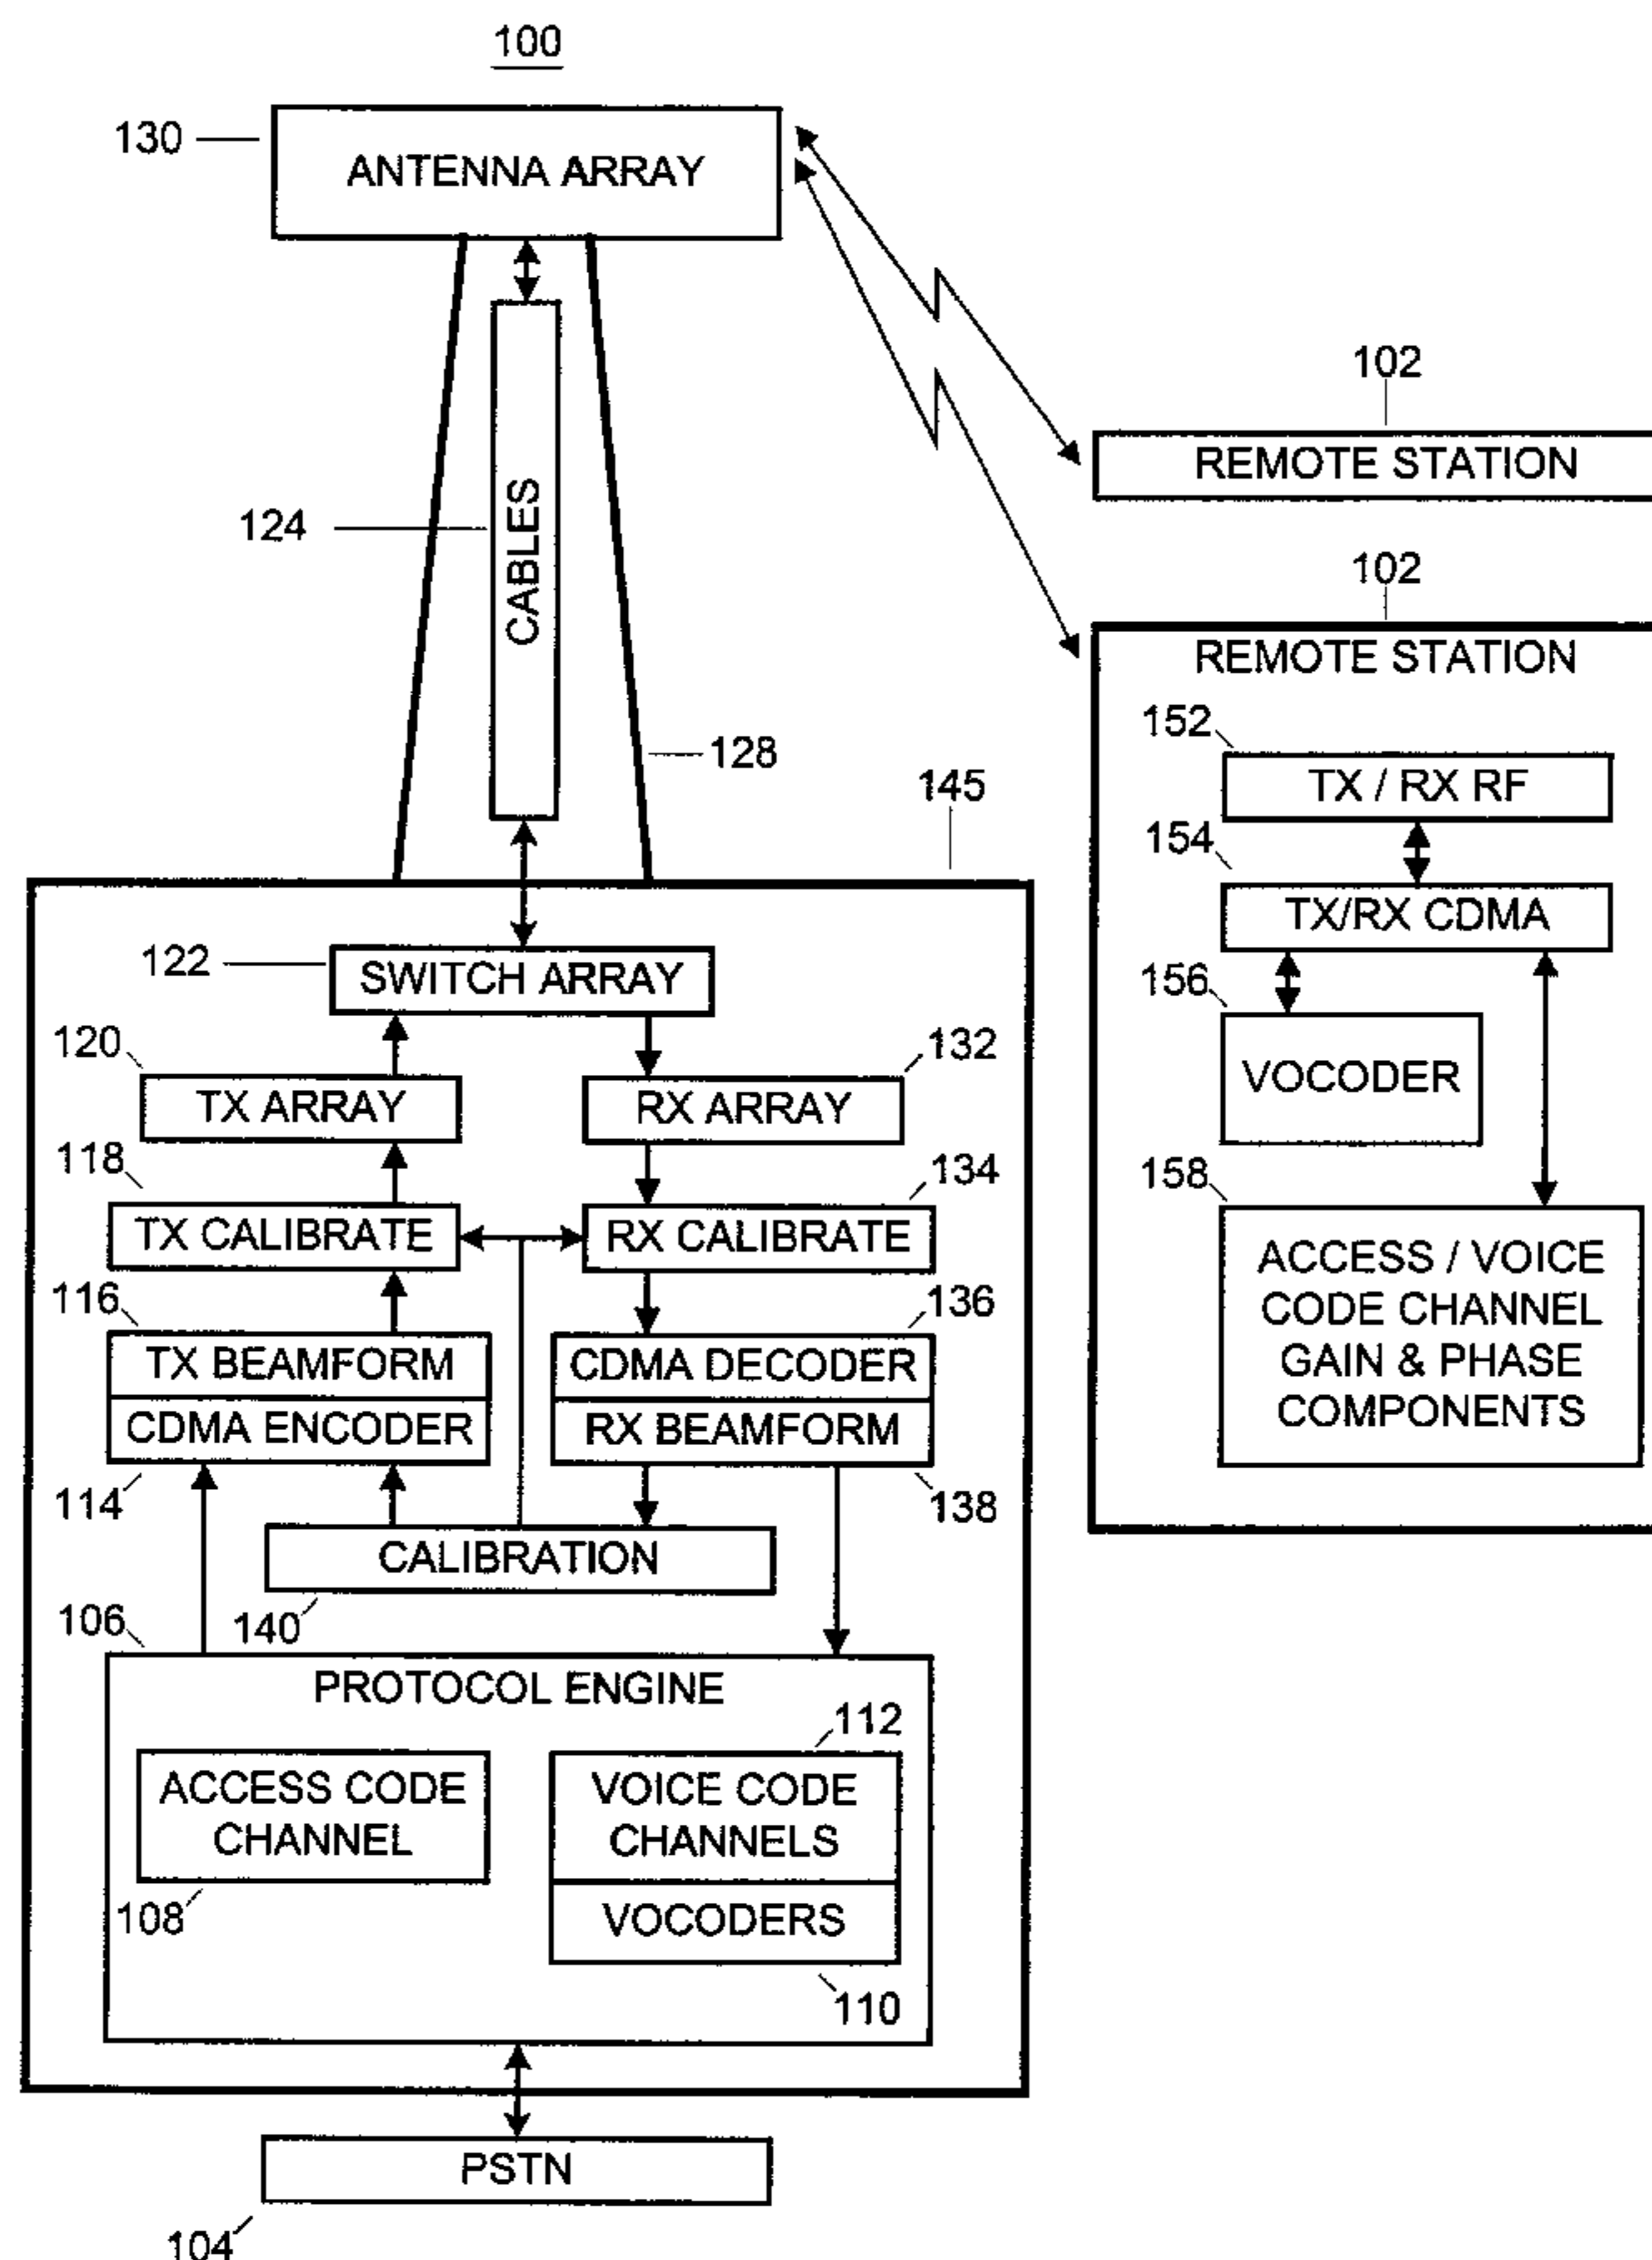 100
130
ANTENNA ARRAY
102
REMOTE STATION
124
CABLES
128
145
102
REMOTE STATION
152
TX / RX RF
154
TX/RX CDMA
156
VOCODER
158
ACCESS / VOICE
CODE CHANNEL
GAIN & PHASE
COMPONENTS
122
SWITCH ARRAY
120
TX ARRAY
132
RX ARRAY
118
TX CALIBRATE
134
RX CALIBRATE
116
TX BEAMFORM
136
CDMA DECODER
CDMA ENCODER
114
RX BEAMFORM
138
CALIBRATION
140
106
PROTOCOL ENGINE
ACCESS CODE
CHANNEL
108
112
VOICE CODE
CHANNELS
VOCODERS
110
PSTN
104